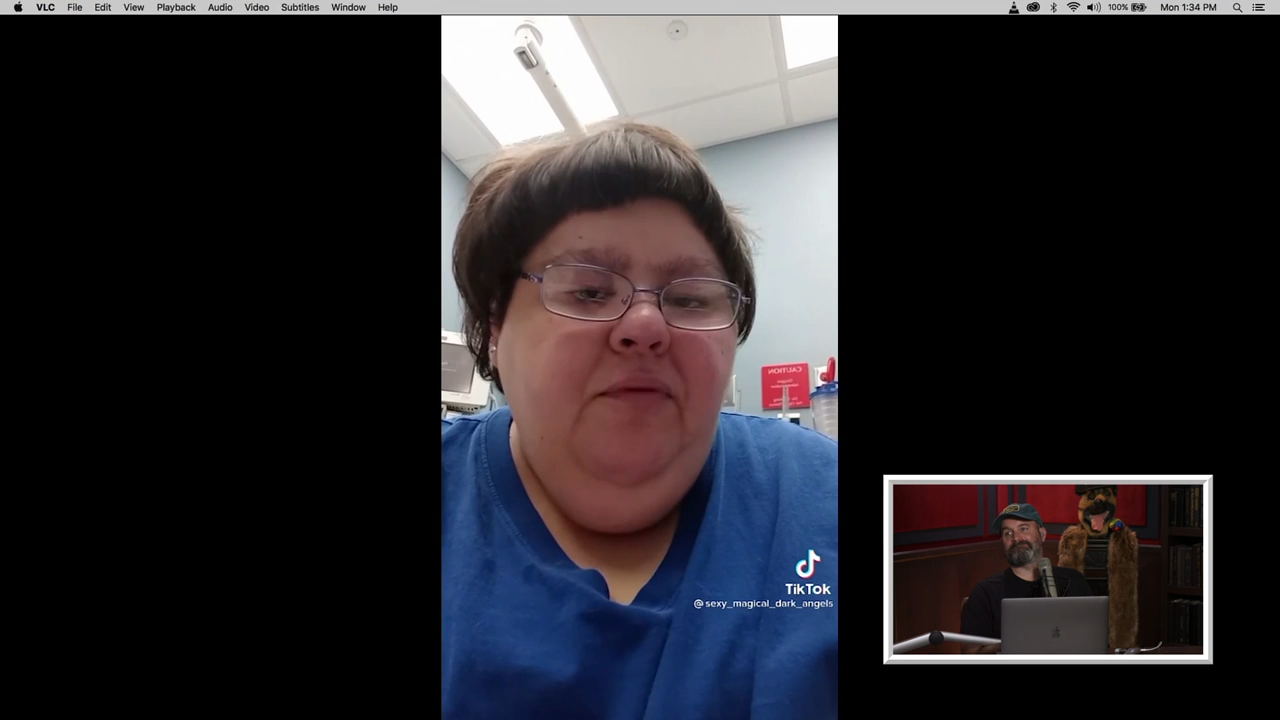 VLC File Edit View Playback Audio Video Subtitles Window Help 100% Mon 1:34 PM
CAUTION
TikTok
@sexy_magical_dark_angels